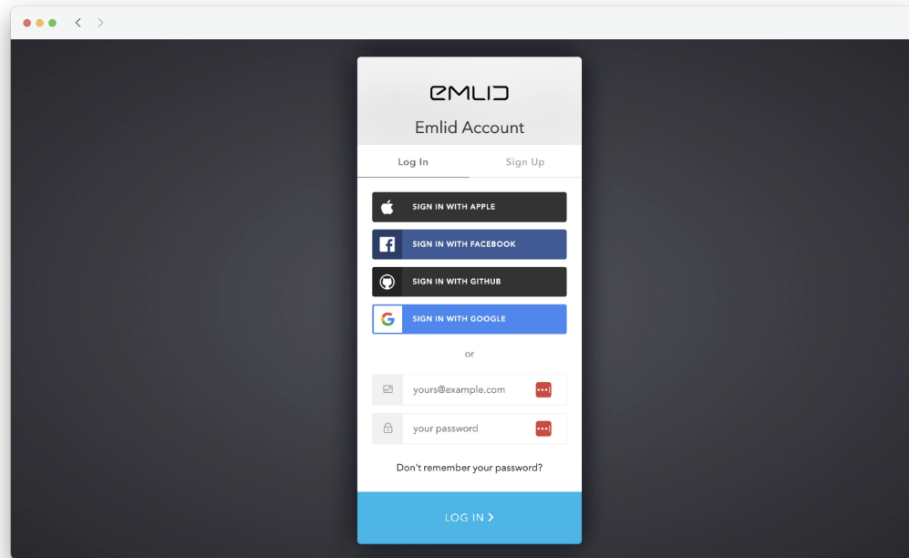 EMLID
Emlid Account
Log In
Sign Up
SIGN IN WITH APPLE
SIGN IN WITH FACEBOOK
SIGN IN WITH GITHUB
SIGN IN WITH GOOGLE
or
yours@example.com
your password
Don't remember your password?
LOG IN